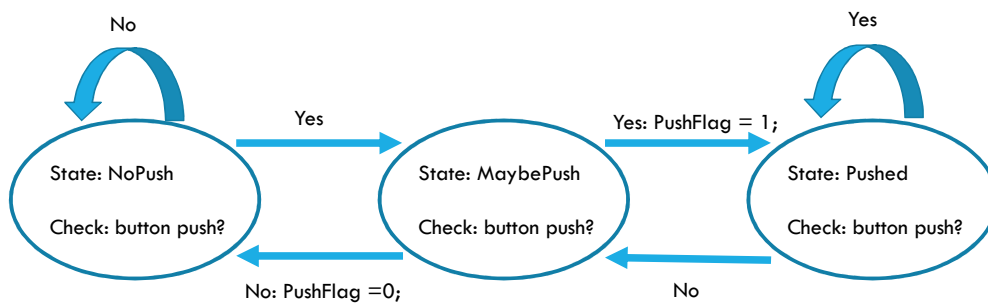 No
Yes
Yes
Yes: PushFlag = 1;
State: NoPush
Check: button push?
State: MaybePush
Check: button push?
State: Pushed
Check: button push?
No: PushFlag =0;
No